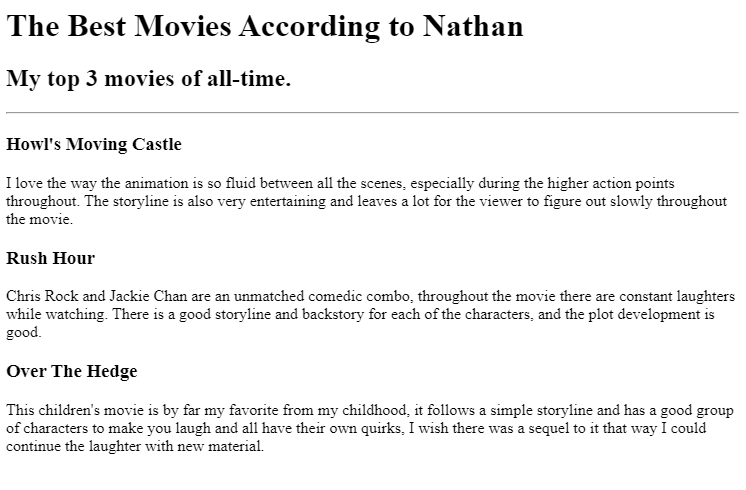 The Best Movies According to Nathan
My top 3 movies of all-time.
Howl's Moving Castle
I love the way the animation is so fluid between all the scenes, especially during the higher action points
throughout. The storyline is also very entertaining and leaves a lot for the viewer to figure out slowly throughout
the movie.
Rush Hour
Chris Rock and Jackie Chan are an unmatched comedic combo, throughout the movie there are constant laughters
while watching. There is a good storyline and backstory for each of the characters, and the plot development is
good.
Over The Hedge
This children's movie is by far my favorite from my childhood, it follows a simple storyline and has a good group
of characters to make you laugh and all have their own quirks, I wish there was a sequel to it that way I could
continue the laughter with new material.